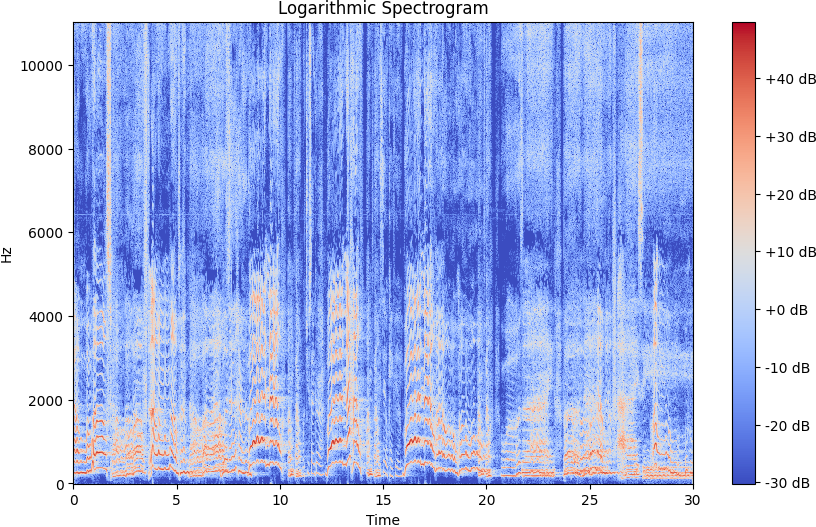 Logarithmic Spectrogram
Hz
10000
8000
6000
4000
2000
0
0 5 10 15 20 25 30
Time
+40 dB
+30 dB
+20 dB
+10 dB
+0 dB
-10 dB
-20 dB
-30 dB